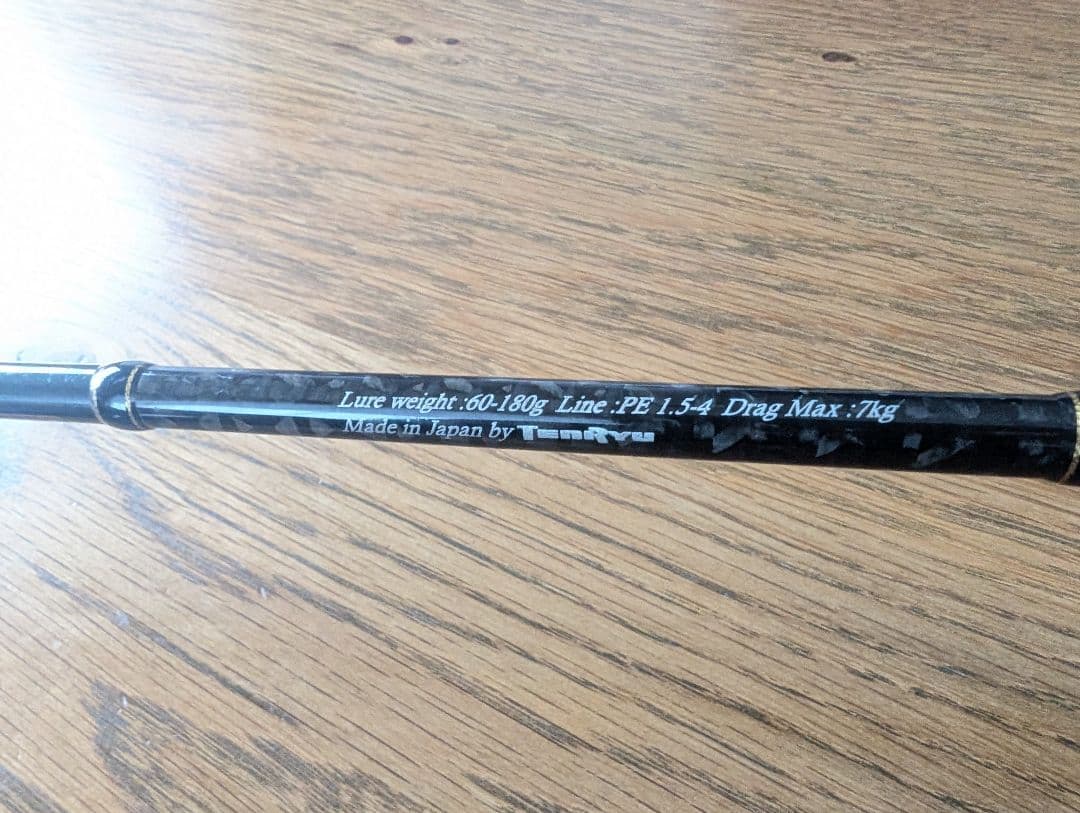 Lure weight :60-180g Line :PE 1.5-4 Drag Max :7kg
Made in Japan by TENRYU